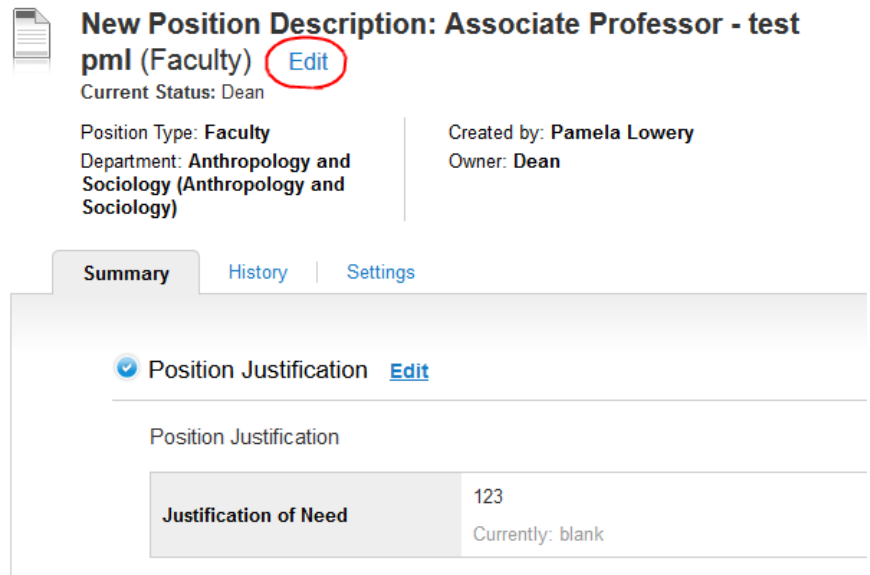 New Position Description: Associate Professor - test
pml (Faculty) Edit
Current Status: Dean
Position Type: Faculty
Department: Anthropology and
Sociology (Anthropology and
Sociology)
Created by: Pamela Lowery
Owner: Dean
Summary History Settings
Position Justification Edit
Position Justification
Justification of Need
123
Currently: blank